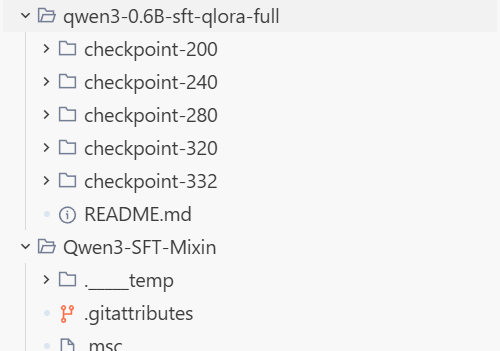 qwen3-0.6B-sft-qlora-full
checkpoint-200
checkpoint-240
checkpoint-280
checkpoint-320
checkpoint-332
README.md
Qwen3-SFT-Mixin
._____temp
.gitattributes
.msc